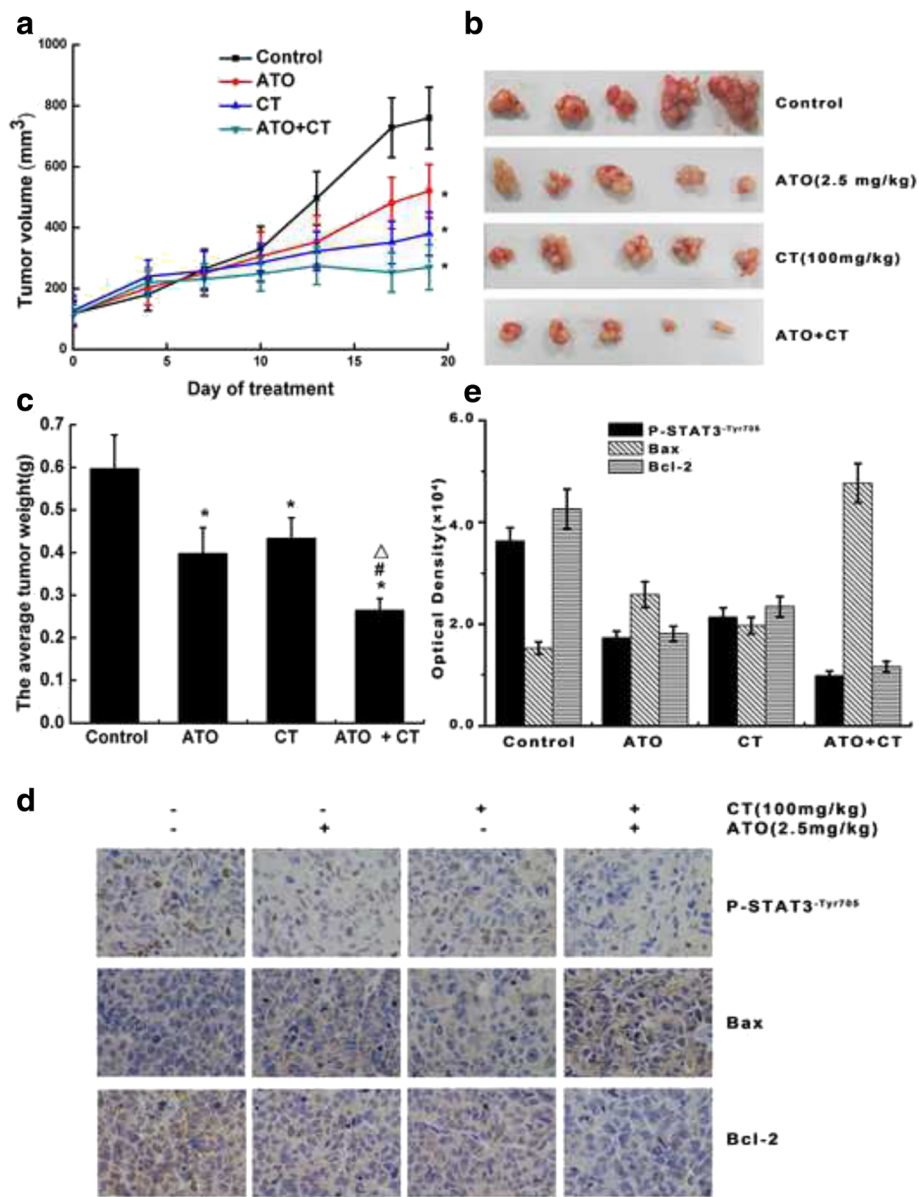 a
1000
800
600
400
200
0
0 5 10 15 20
Tumor volume (mm³)
Day of treatment
Control
ATO
CT
ATO+CT
*
*
*
b
Control
ATO(2.5 mg/kg)
CT(100mg/kg)
ATO+CT
c
0.7
0.6
0.5
0.4
0.3
0.2
0.1
0.0
The average tumor weight(g)
*
*
△
#
*
Control ATO CT ATO + CT
e
6.0
4.0
2.0
0.0
Optical Density(×10⁴)
P-STAT3-Tyr705
Bax
Bcl-2
Control ATO CT ATO+CT
d
- - + + CT(100mg/kg)
- + - + ATO(2.5mg/kg)
P-STAT3-Tyr705
Bax
Bcl-2